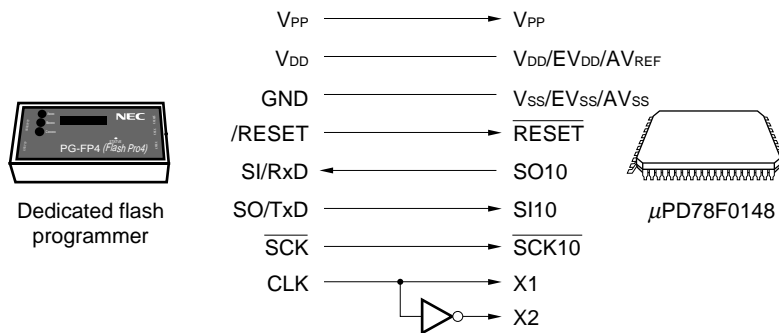 VPP VPP
VDD VDD/EVDD/AVREF
GND VSS/EVSS/AVSS
/RESET RESET
SI/RxD SO10
SO/TxD SI10
SCK SCK10
CLK X1
X2
NEC
PG-FP4 (Flash Pro4)
Dedicated flash
programmer
μPD78F0148